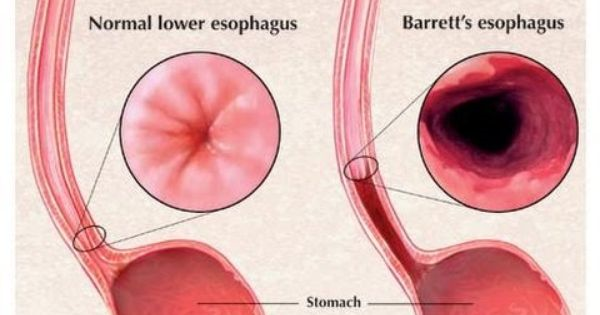 Normal lower esophagus
Barrett's esophagus
Stomach